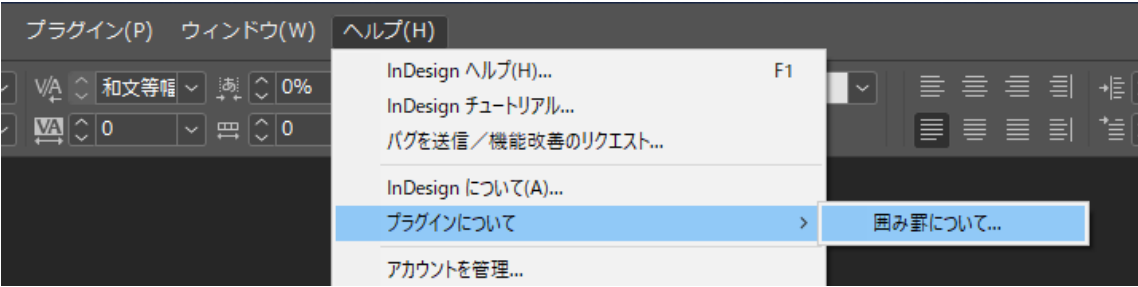 プラグイン(P) ウィンドウ(W) ヘルプ(H)
InDesign ヘルプ(H)... F1
和文等幅 0%
InDesign チュートリアル...
0 0
バグを送信／機能改善のリクエスト...
InDesign について(A)...
プラグインについて > 囲み罫について...
アカウントを管理...